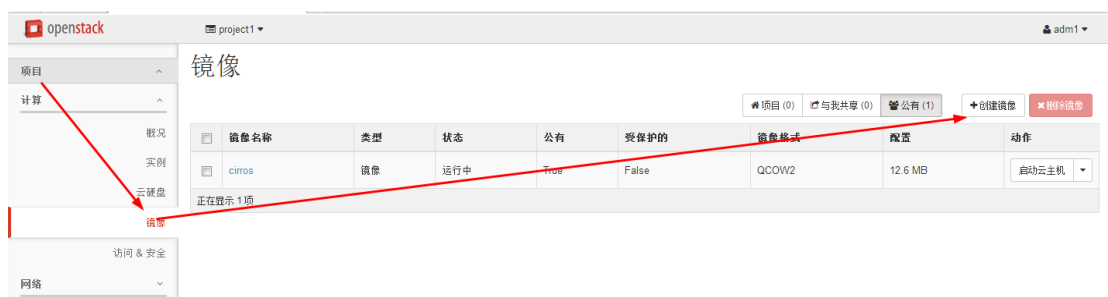 openstack project1 adm1
项目
镜像
计算
项目 (0) 与我共享 (0) 公有 (1) 创建镜像 删除镜像
概况
镜像名称 类型 状态 公有 受保护的 镜像格式 配置 动作
实例
cirros 镜像 运行中 True False QCOW2 12.6 MB 启动云主机
云硬盘
正在显示 1 项
镜像
访问 & 安全
网络